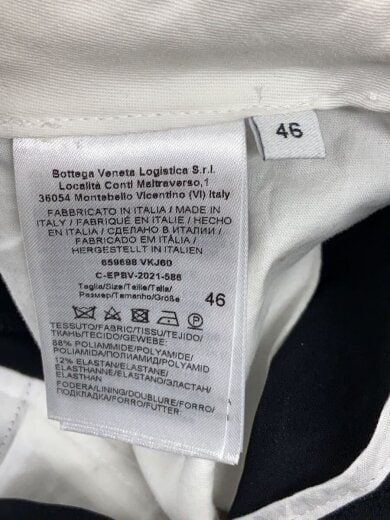 46
Bottega Veneta Logistica S.r.l.
Località Conti Maltraverso,1
36054 Montebello Vicentino (VI) Italy
FABBRICATO IN ITALIA / MADE IN
ITALY / FABRIQUÉ EN ITALIE / HECHO
EN ITALIA / СДЕЛАНО В ИТАЛИИ /
FABRICADO EM ITÁLIA /
HERGESTELLT IN ITALIEN
659698 VKJ60
C-EPBV-2021-586
Taglia/Size/Taille/Talla/
Размер/Tamanho/Größe 46
TESSUTO/FABRIC/TISSU/TEJIDO
ТКАНЬ/TECIDO/GEWEBE:
88% POLIAMMIDE/POLYAMIDE/
POLIAMIDA/ПОЛИАМИД/POLYAMID
12% ELASTAN/ELASTANE/
ELASTHANNE/ELASTANO/ЭЛАСТАН/
ELASTHAN
FODERA/LINING/DOUBLURE/FORRO/
ПОДКЛАДКА/FORRO/FUTTER: